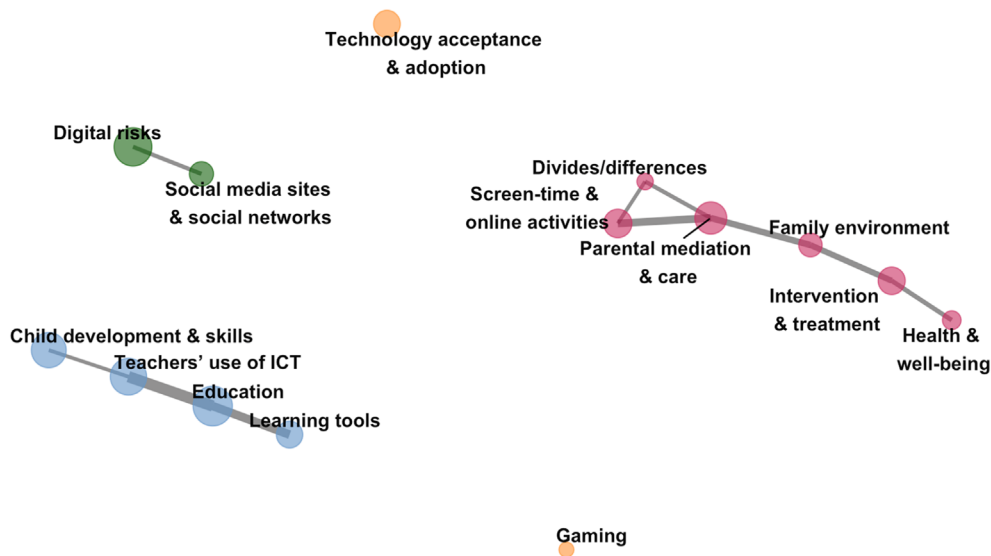 Technology acceptance
& adoption
Digital risks
Social media sites
& social networks
Divides/differences
Screen-time &
online activities
Parental mediation
& care
Family environment
Intervention
& treatment
Health &
well-being
Child development & skills
Teachers’ use of ICT
Education
Learning tools
Gaming